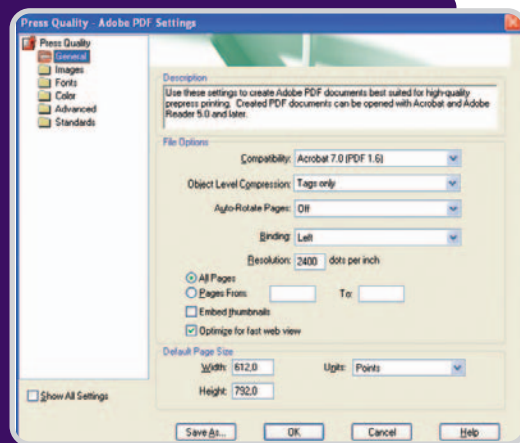 Press Quality - Adobe PDF Settings
Press Quality
General
Images
Fonts
Color
Advanced
Standards
Show All Settings
Description
Use these settings to create Adobe PDF documents best suited for high-quality
prepress printing. Created PDF documents can be opened with Acrobat and Adobe
Reader 5.0 and later.
File Options
Compatibility: Acrobat 7.0 (PDF 1.6)
Object Level Compression: Tags only
Auto-Rotate Pages: Off
Binding: Left
Resolution: 2400 dots per inch
All Pages
Pages From: To:
Embed thumbnails
Optimize for fast web view
Default Page Size
Width: 612.0 Units: Points
Height: 792.0
Save As... OK Cancel Help